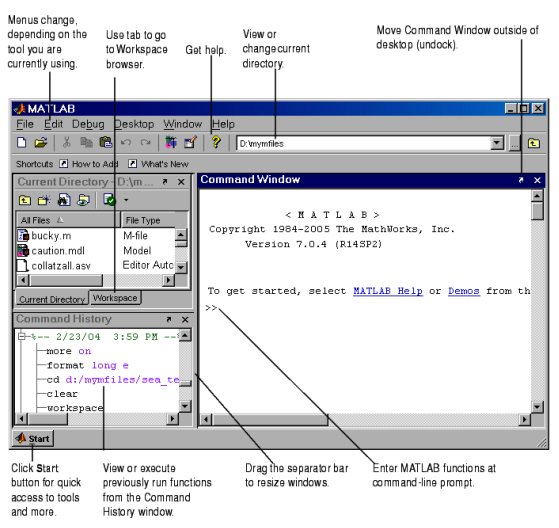 Menus change,
depending on the
tool you are
currently using.
Use tab to go
to Workspace
browser.
Get help.
View or
change current
directory.
Move Command Window outside of
desktop (undock).
MATLAB
File Edit Debug Desktop Window Help
D:\mymfiles
...
Shortcuts How to Add What's New
Current Directory - D:\m...
All Files File Type
bucky.m M-file
caution.mdl Model
collatzall.asv Editor Auto
Current Directory Workspace
Command History
%-- 2/23/04 3:59 PM --%
more on
format long e
cd d:/mymfiles/sea_te
clear
workspace
Command Window
< M A T L A B >
Copyright 1984-2005 The MathWorks, Inc.
Version 7.0.4 (R14SP2)
To get started, select MATLAB Help or Demos from th
>>
Start
Click Start
button for quick
access to tools
and more.
View or execute
previously run functions
from the Command
History window.
Drag the separator bar
to resize windows.
Enter MATLAB functions at
command-line prompt.